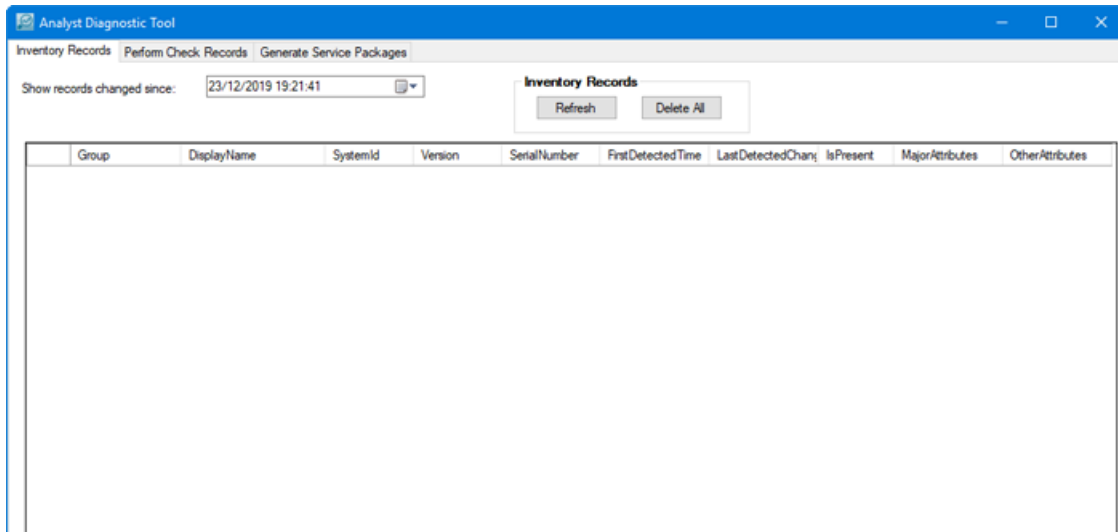 Analyst Diagnostic Tool
Inventory Records Perform Check Records Generate Service Packages
Show records changed since: 23/12/2019 19:21:41
Inventory Records
Refresh Delete All
Group DisplayName SystemId Version SerialNumber FirstDetectedTime LastDetectedChang IsPresent MajorAttributes OtherAttributes